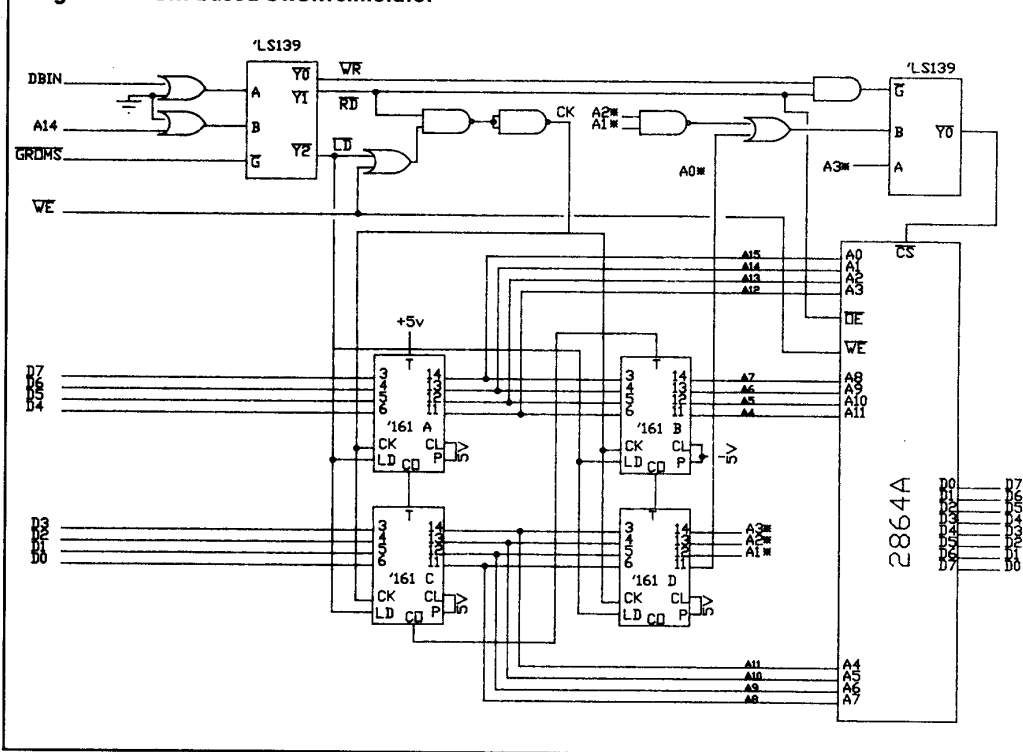 'LS139
DBIN
A
Y0
WR
Y1
RD
A14
B
GROMS
G
Y2
LD
CK
A2*
A1*
A0*
'LS139
G
B
Y0
A3*
A
WE
CS
A15 A0
A14 A1
A13 A2
A12 A3
OE
WE
+5v
D7
D6
D5
D4
T
3 14
4 13
5 12
6 11
'161 A
CK CL
LD P
5V
CO
T
3 14
4 13
5 12
6 11
'161 B
CK CL
LD P
5V
CO
A7 A8
A6 A9
A5 A10
A4 A11
2864A
D0 D7
D1 D6
D2 D5
D3 D4
D4 D3
D5 D2
D6 D1
D7 D0
D3
D2
D1
D0
T
3 14
4 13
5 12
6 11
'161 C
CK CL
LD P
5V
CO
T
3 14 A3*
4 13 A2*
5 12 A1*
6 11
'161 D
CK CL
LD P
5V
CO
A11 A4
A10 A5
A9 A6
A8 A7